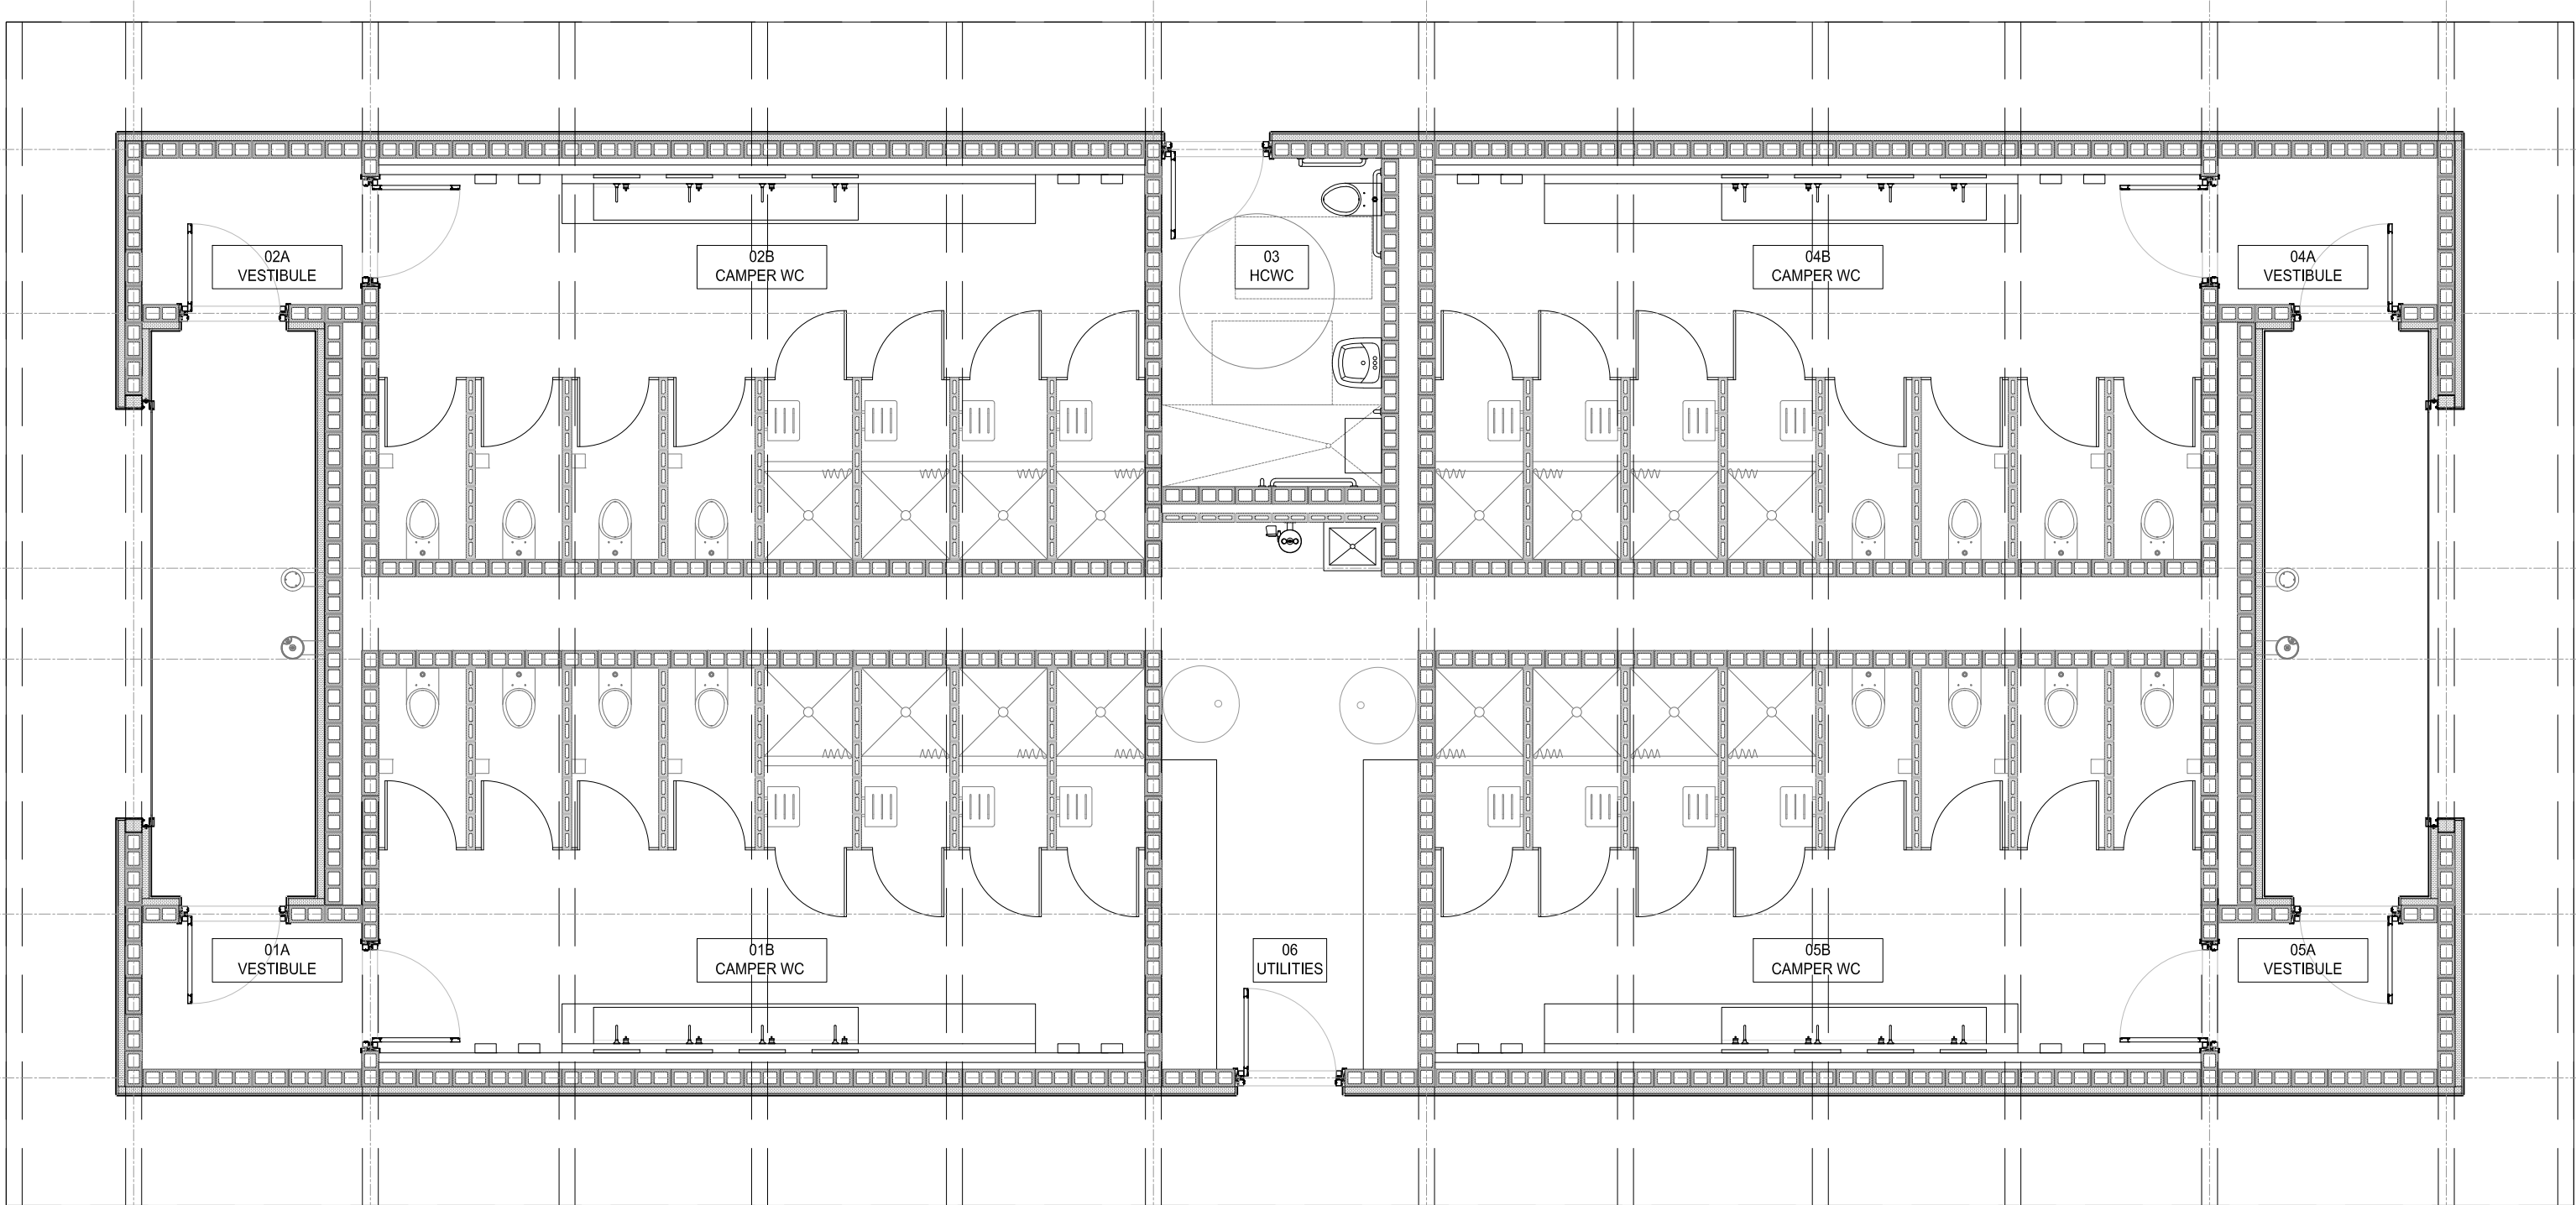 02A
VESTIBULE
02B
CAMPER WC
03
HCWC
04B
CAMPER WC
04A
VESTIBULE
01A
VESTIBULE
01B
CAMPER WC
06
UTILITIES
05B
CAMPER WC
05A
VESTIBULE